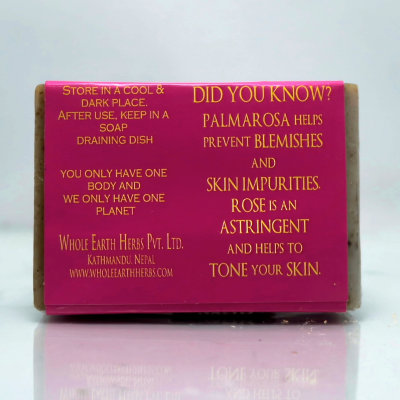 STORE IN A COOL &
DARK PLACE.
AFTER USE, KEEP IN A
SOAP
DRAINING DISH
YOU ONLY HAVE ONE
BODY AND
WE ONLY HAVE ONE
PLANET
WHOLE EARTH HERBS PVT. LTD.
KATHMANDU, NEPAL
WWW.WHOLEEARTHHERBS.COM
DID YOU KNOW?
PALMAROSA HELPS
PREVENT BLEMISHES
AND
SKIN IMPURITIES.
ROSE IS AN
ASTRINGENT
AND HELPS TO
TONE YOUR SKIN.